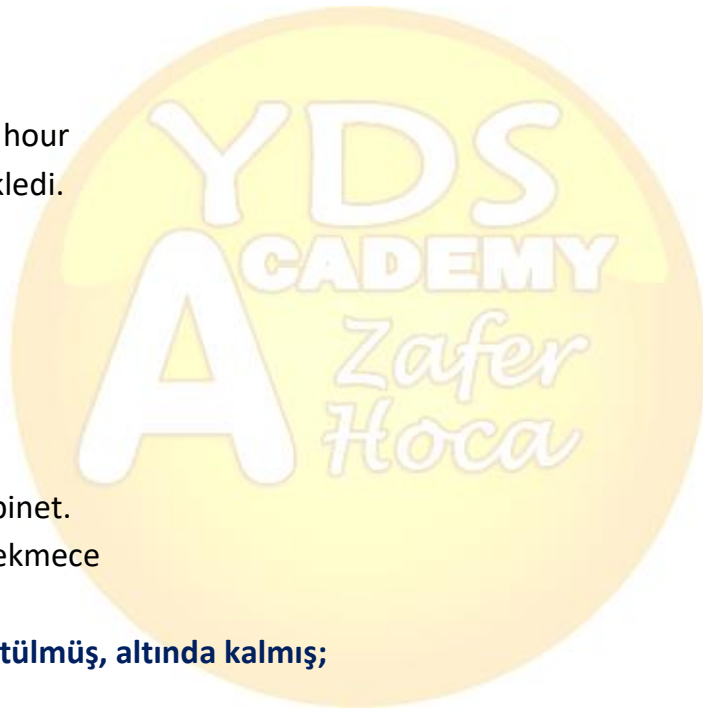 hour
kledi.
YDS
ACADEMY
Zafer
Hoca
binet.
ekmece
tülmüş, altında kalmış;